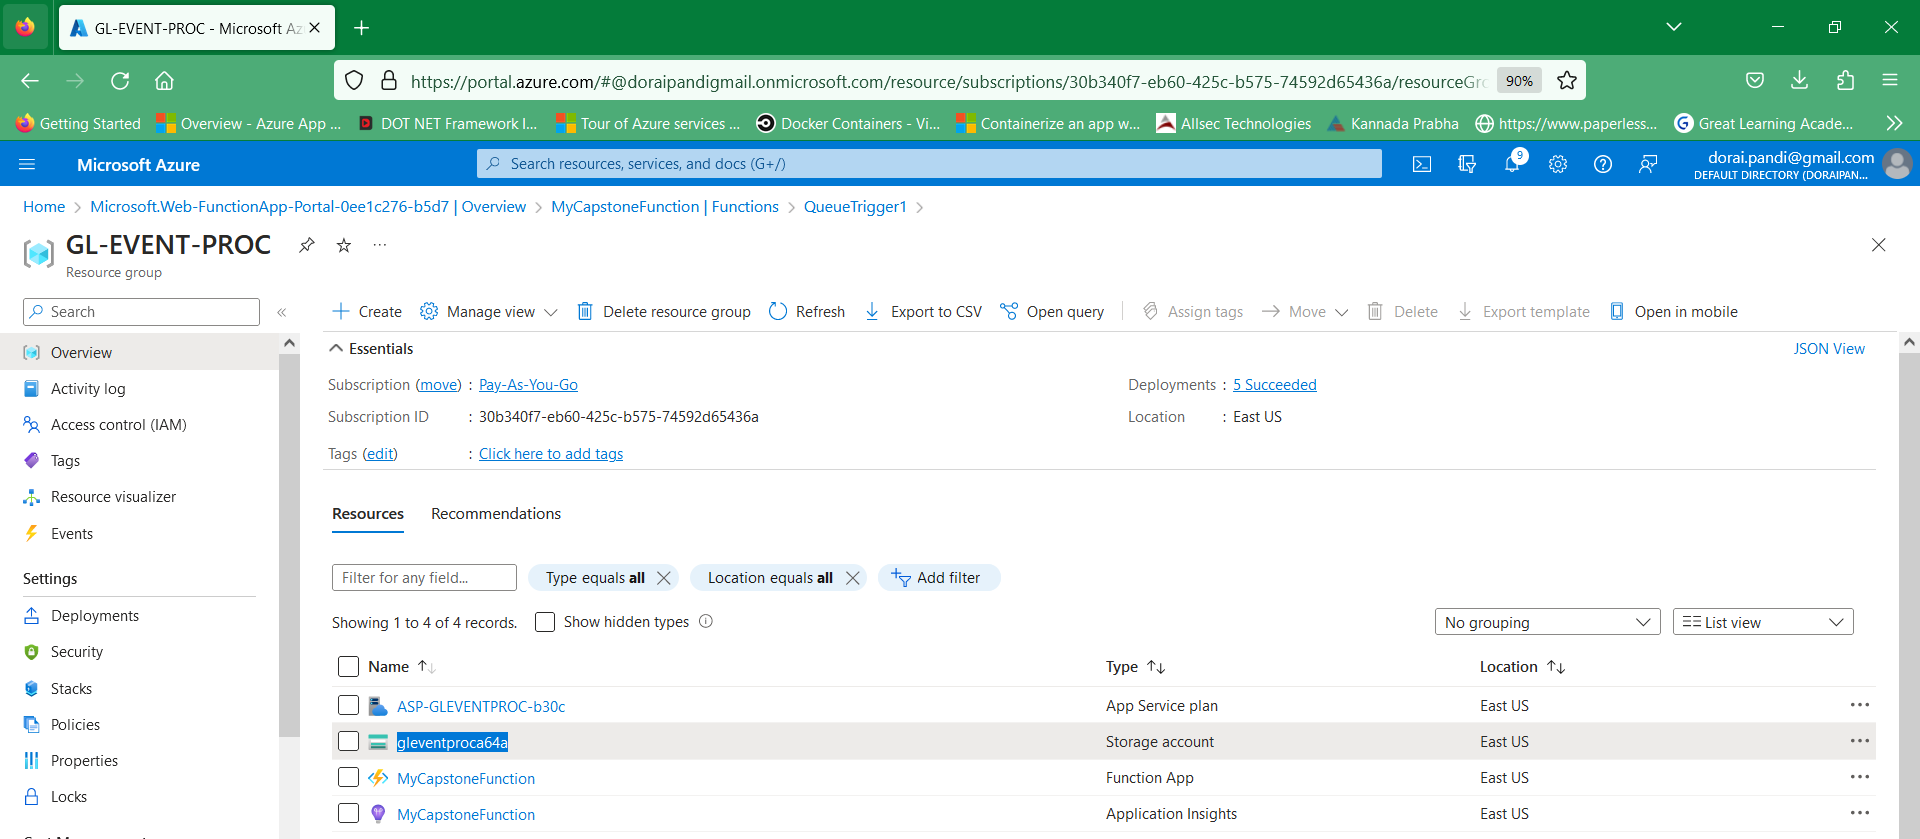 GL-EVENT-PROC - Microsoft Az
https://portal.azure.com/#@doraipandigmail.onmicrosoft.com/resource/subscriptions/30b340f7-eb60-425c-b575-74592d65436a/resourceGr 90%
Getting Started Overview - Azure App ... DOT NET Framework I... Tour of Azure services ... Docker Containers - Vi... Containerize an app w... Allsec Technologies Kannada Prabha https://www.paperless... Great Learning Acade...
Microsoft Azure Search resources, services, and docs (G+/) 9 dorai.pandi@gmail.com
DEFAULT DIRECTORY (DORAIPAN...
Home > Microsoft.Web-FunctionApp-Portal-0ee1c276-b5d7 | Overview > MyCapstoneFunction | Functions > QueueTrigger1 >
GL-EVENT-PROC ...
Resource group
Search « Create Manage view Delete resource group Refresh Export to CSV Open query Assign tags Move Delete Export template Open in mobile
Overview
Activity log
Access control (IAM)
Tags
Resource visualizer
Events
Settings
Deployments
Security
Stacks
Policies
Properties
Locks
Essentials JSON View
Subscription (move) : Pay-As-You-Go Deployments : 5 Succeeded
Subscription ID : 30b340f7-eb60-425c-b575-74592d65436a Location : East US
Tags (edit) : Click here to add tags
Resources Recommendations
Filter for any field... Type equals all Location equals all Add filter
Showing 1 to 4 of 4 records. Show hidden types No grouping List view
Name Type Location
ASP-GLEVENTPROC-b30c App Service plan East US ...
gleventproca64a Storage account East US ...
MyCapstoneFunction Function App East US ...
MyCapstoneFunction Application Insights East US ...